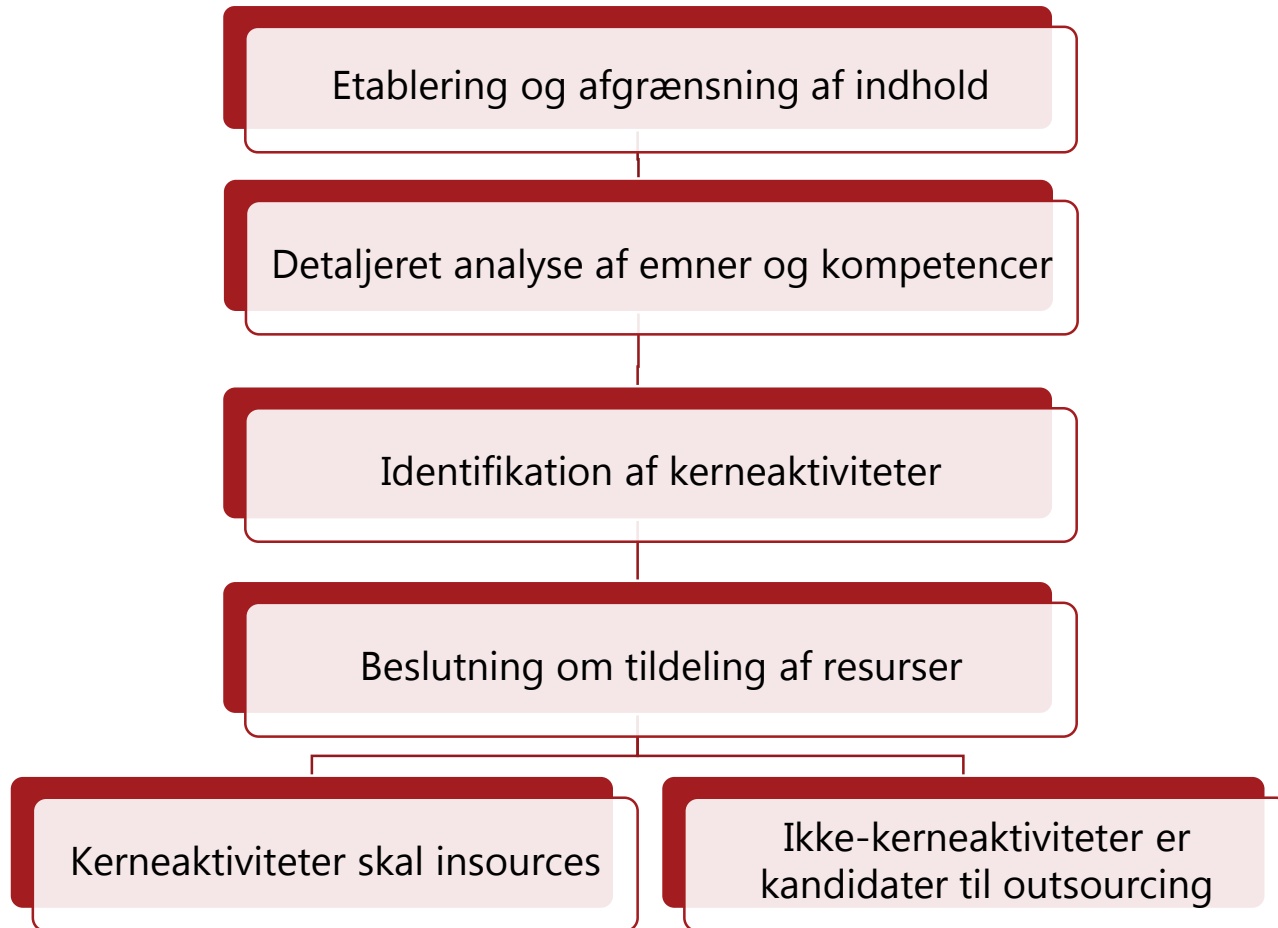 Etablering og afgrænsning af indhold
Detaljeret analyse af emner og kompetencer
Identifikation af kerneaktiviteter
Beslutning om tildeling af resurser
Kerneaktiviteter skal insources
Ikke-kerneaktiviteter er
kandidater til outsourcing